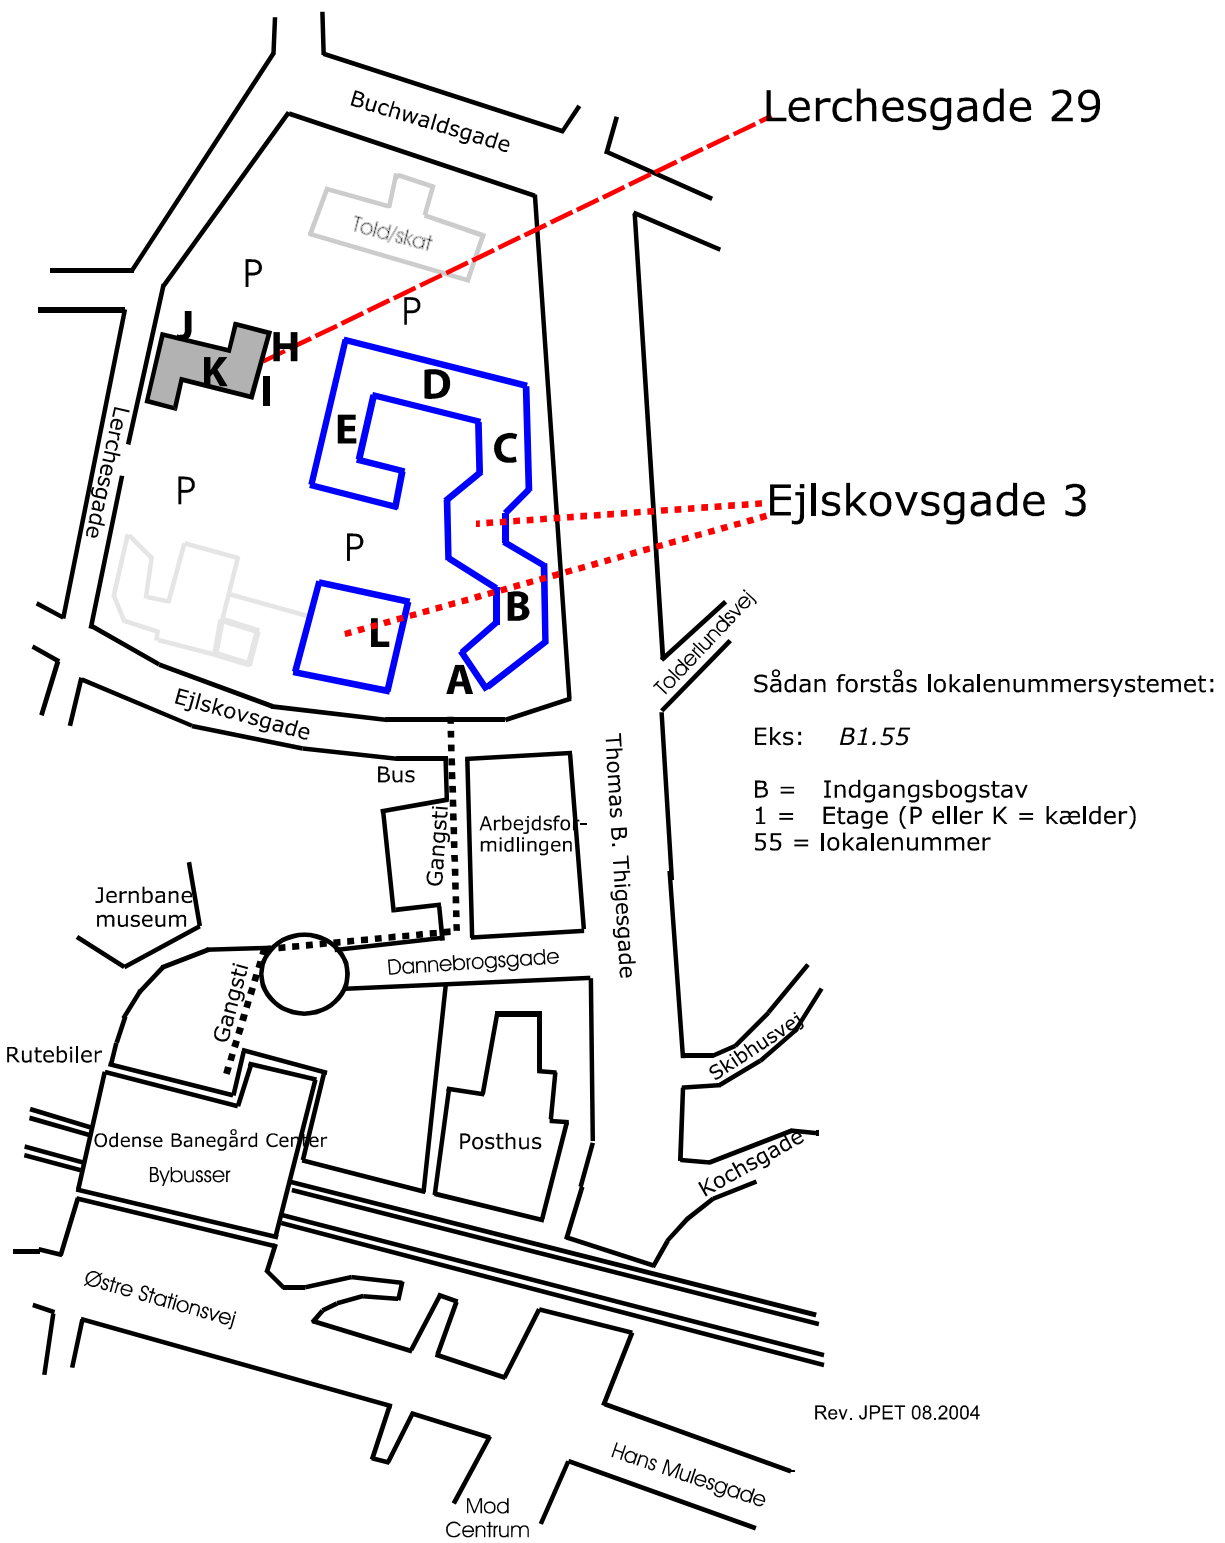 Buchwaldsgade
Lerchesgade 29
Told/skat
P
P
J
H
K
I
D
E
C
Lerchesgade
P
Ejlskovsgade 3
P
B
L
A
Tolderlundsvej
Sådan forstås lokalenummersystemet:
Eks: B1.55
B = Indgangsbogstav
1 = Etage (P eller K = kælder)
55 = lokalenummer
Ejlskovsgade
Bus
Gangsti
Arbejdsfor-
midlingen
Thomas B. Thigesgade
Jernbane
museum
Dannebrogsgade
Gangsti
Rutebiler
Skibhusvej
Odense Banegård Center
Bybusser
Posthus
Kochsgade
Østre Stationsvej
Rev. JPET 08.2004
Hans Mulesgade
Mod
Centrum